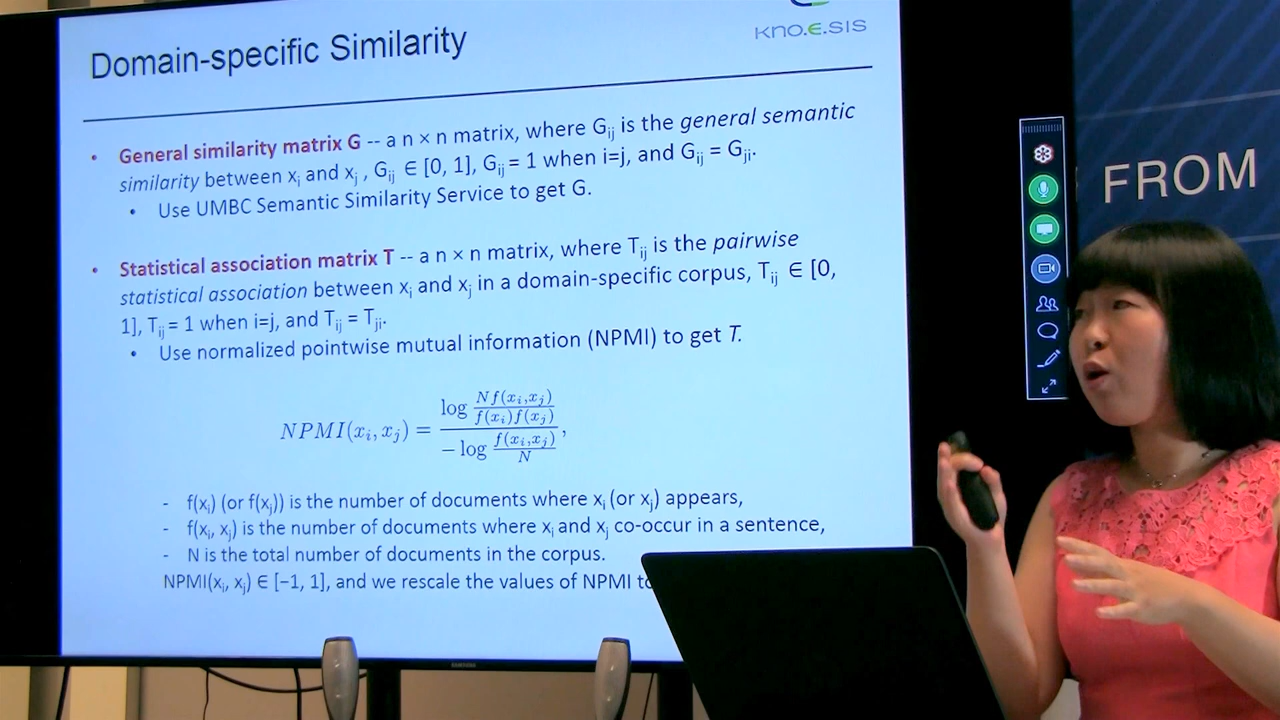 Domain-specific Similarity
kno.e.sis
• General similarity matrix G -- a n × n matrix, where Gij is the general semantic
similarity between xi and xj , Gij ∈ [0, 1], Gij = 1 when i=j, and Gij = Gji.
• Use UMBC Semantic Similarity Service to get G.
• Statistical association matrix T -- a n × n matrix, where Tij is the pairwise
statistical association between xi and xj in a domain-specific corpus, Tij ∈ [0,
1], Tij = 1 when i=j, and Tij = Tji.
• Use normalized pointwise mutual information (NPMI) to get T.
NPMI(xi, xj) = log Nf(xi,xj) / f(xi)f(xj) / − log f(xi,xj) / N ,
- f(xi) (or f(xj)) is the number of documents where xi (or xj) appears,
- f(xi, xj) is the number of documents where xi and xj co-occur in a sentence,
- N is the total number of documents in the corpus.
NPMI(xi, xj) ∈ [−1, 1], and we rescale the values of NPMI to
FROM
SAMSUNG